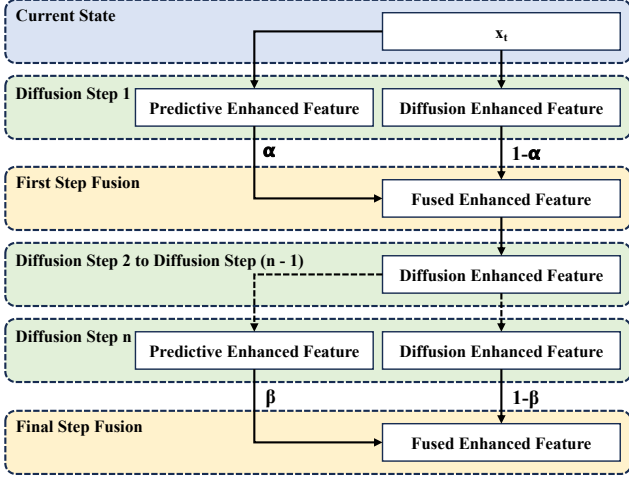 Current State
xₜ
Diffusion Step 1
Predictive Enhanced Feature
Diffusion Enhanced Feature
α
1-α
First Step Fusion
Fused Enhanced Feature
Diffusion Step 2 to Diffusion Step (n - 1)
Diffusion Enhanced Feature
Diffusion Step n
Predictive Enhanced Feature
Diffusion Enhanced Feature
β
1-β
Final Step Fusion
Fused Enhanced Feature